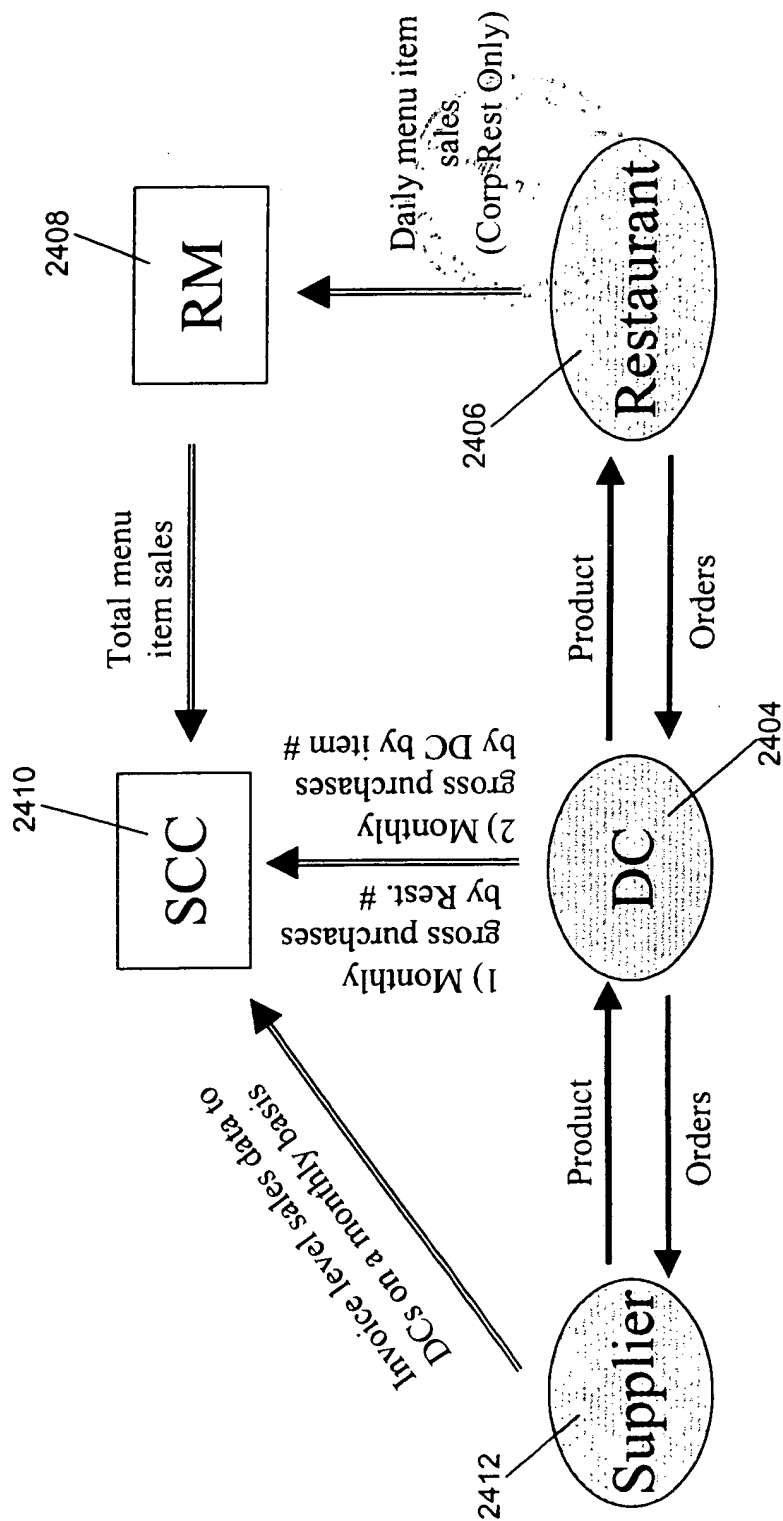 2408
RM
2410
SCC
Total menu
item sales
Daily menu item
sales
(Corp Rest Only)
Invoice level sales data to
DCs on a monthly basis
1) Monthly
gross purchases
by Rest. #
2) Monthly
gross purchases
by DC by item #
2412
Supplier
Product
Orders
DC
2404
Product
Orders
2406
Restaurant